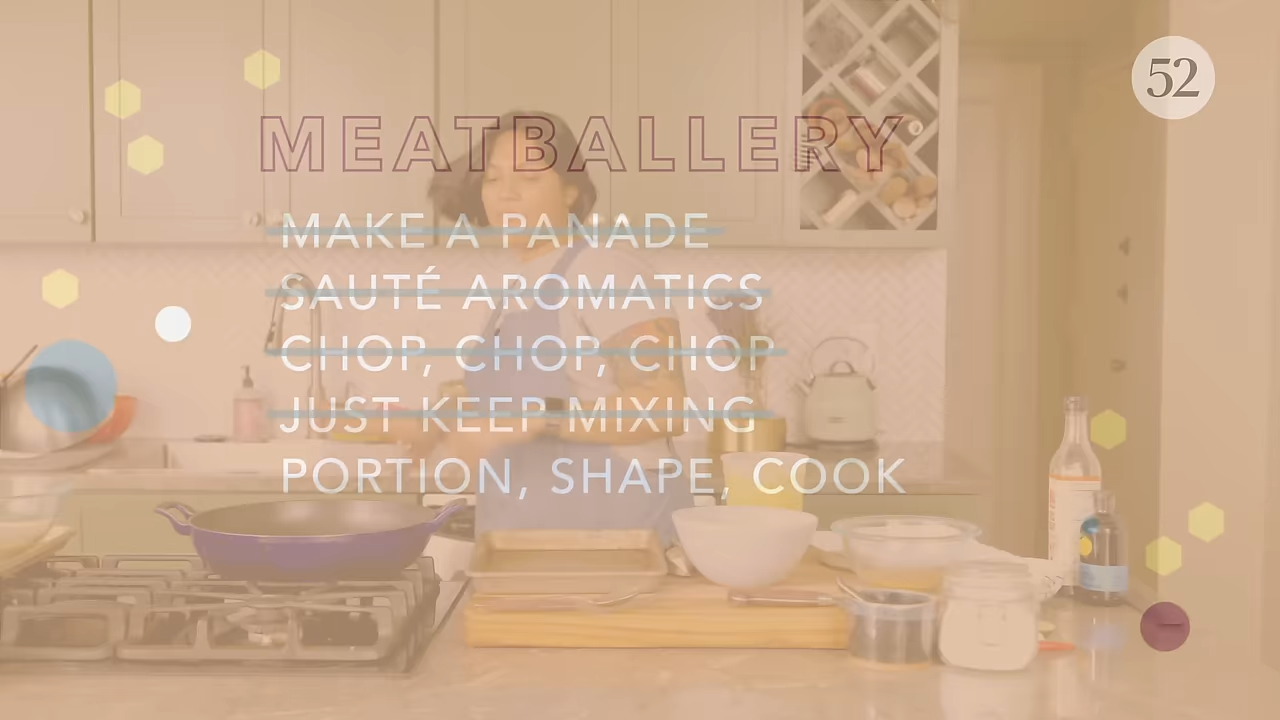 52
MEATBALLERY
MAKE A PANADE
SAUTÉ AROMATICS
CHOP, CHOP, CHOP
JUST KEEP MIXING
PORTION, SHAPE, COOK